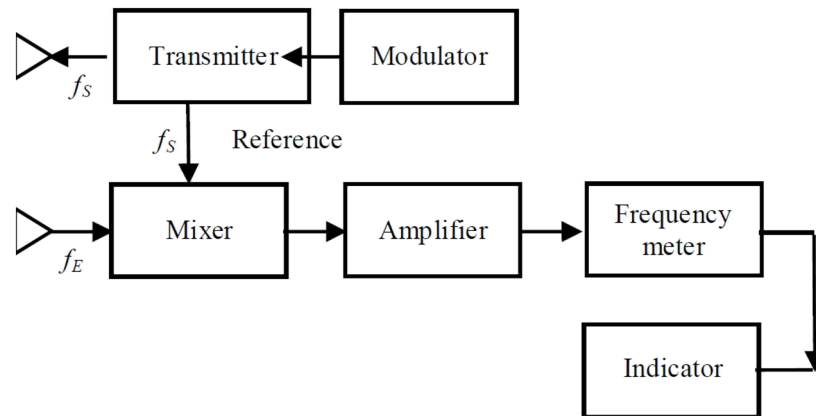 Transmitter
Modulator
f_S
f_S
Reference
Mixer
Amplifier
Frequency
meter
f_E
Indicator